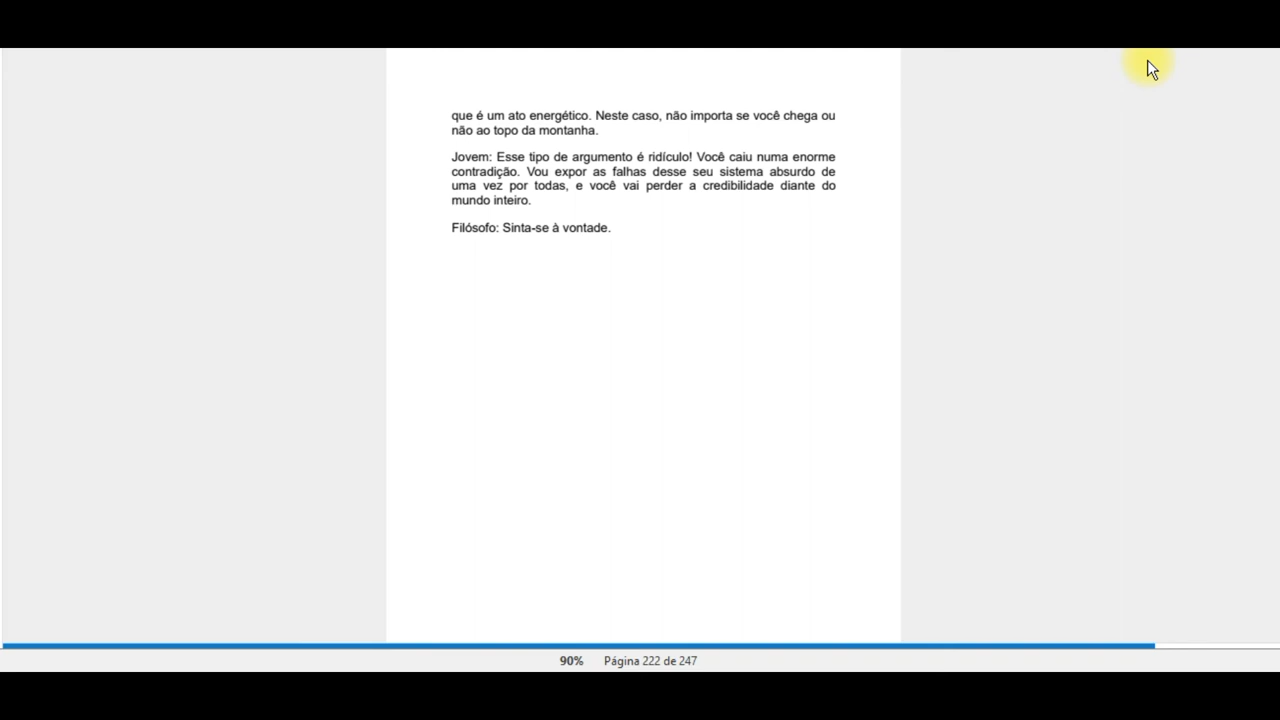 que é um ato energético. Neste caso, não importa se você chega ou
não ao topo da montanha.
Jovem: Esse tipo de argumento é ridículo! Você caiu numa enorme
contradição. Vou expor as falhas desse seu sistema absurdo de
uma vez por todas, e você vai perder a credibilidade diante do
mundo inteiro.
Filósofo: Sinta-se à vontade.
90% Página 222 de 247